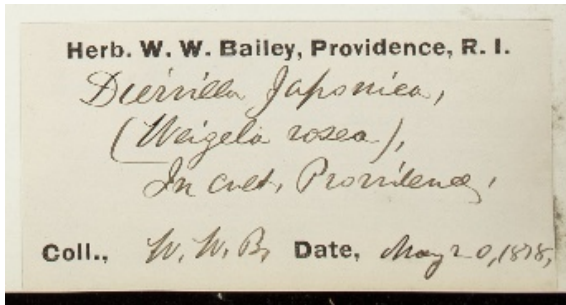 Herb. W. W. Bailey, Providence, R. I.
Diervilla Japonica,
(Weigela rosea),
In cult, Providence,
Coll., W. W. B, Date, May 20, 1878,